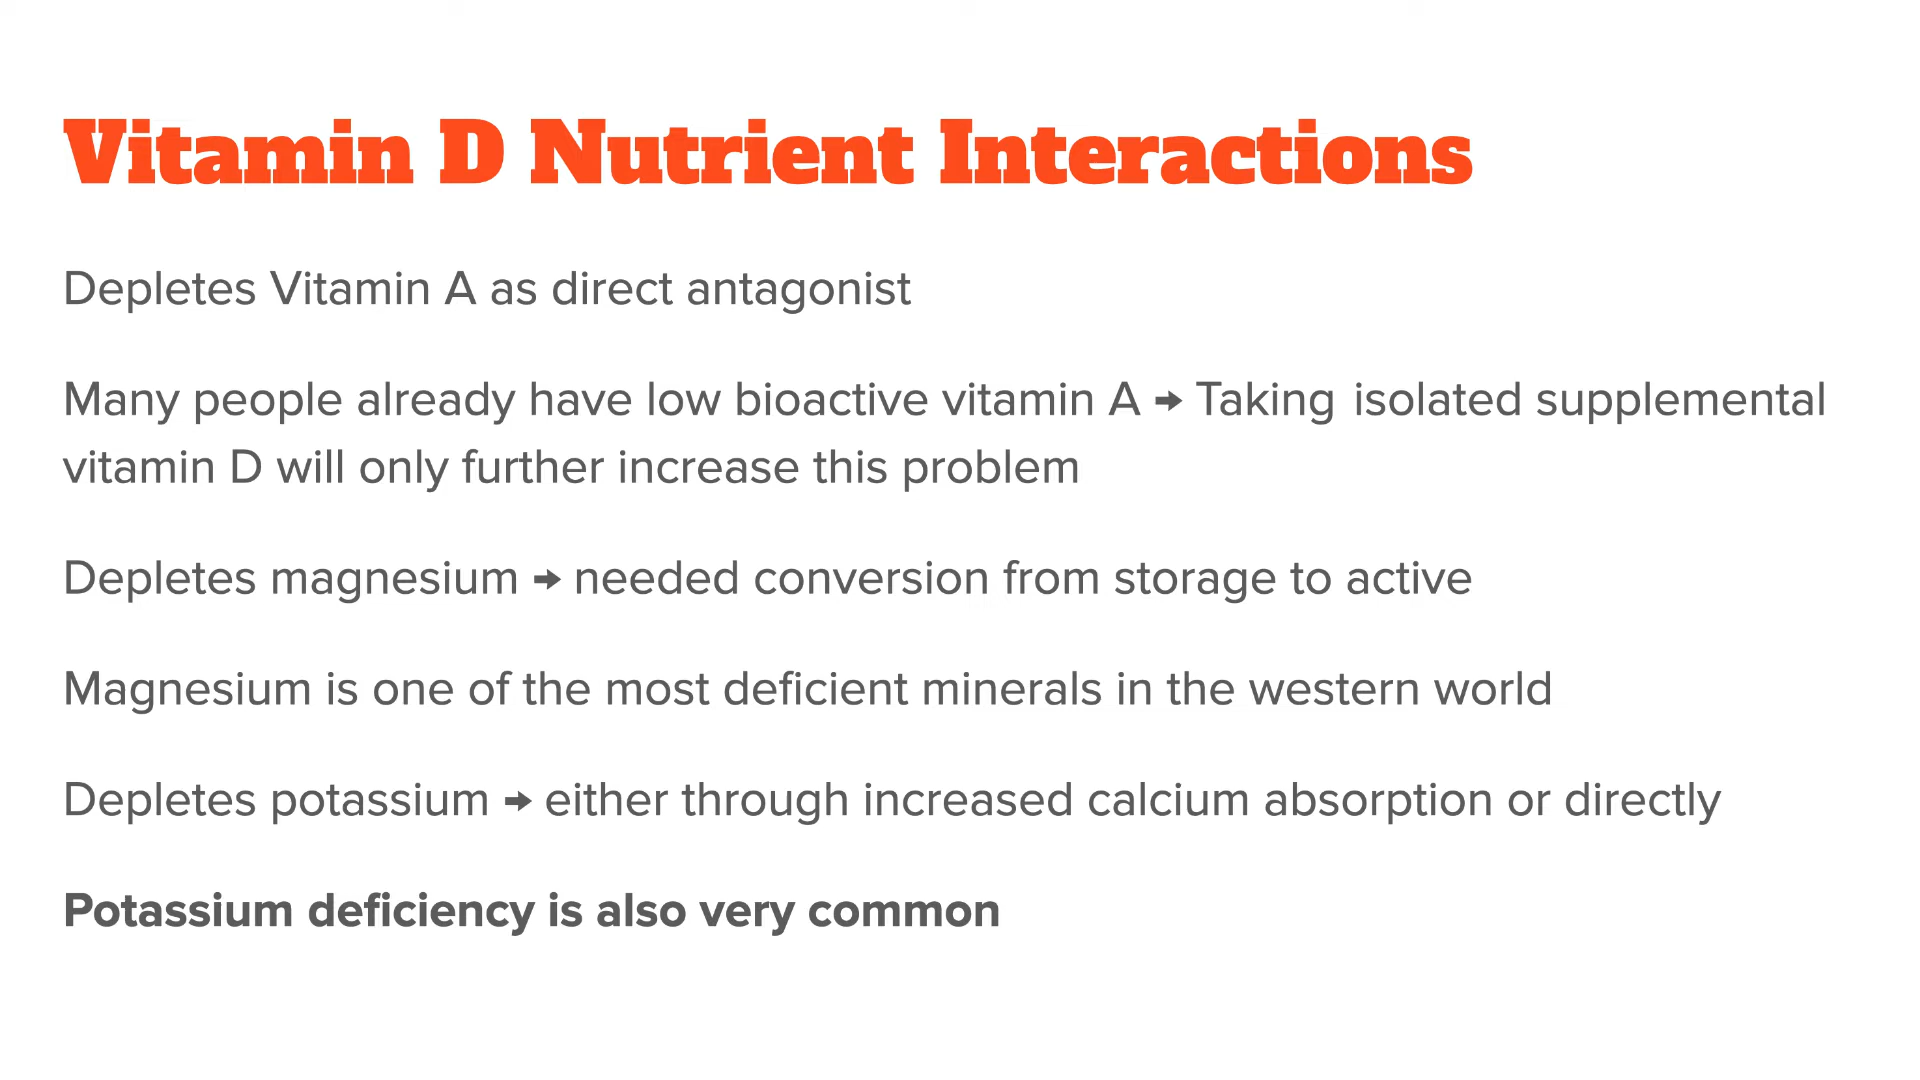 Vitamin D Nutrient Interactions
Depletes Vitamin A as direct antagonist
Many people already have low bioactive vitamin A → Taking isolated supplemental
vitamin D will only further increase this problem
Depletes magnesium → needed conversion from storage to active
Magnesium is one of the most deficient minerals in the western world
Depletes potassium → either through increased calcium absorption or directly
Potassium deficiency is also very common